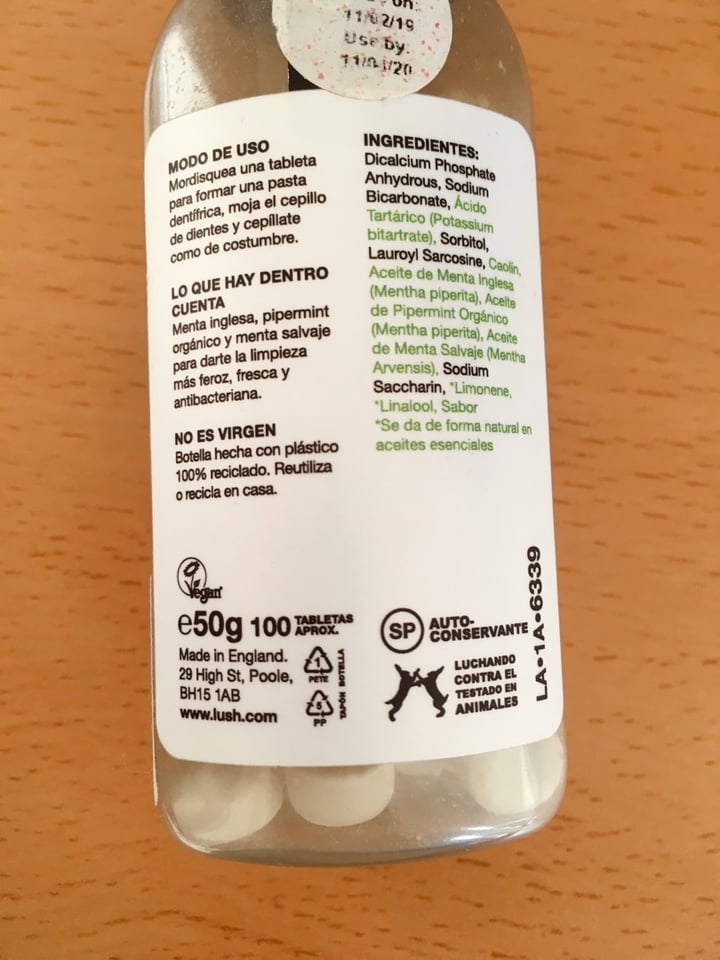 on:
11/02/19
Use by:
/20
MODO DE USO
Mordisquea una tableta
para formar una pasta
dentífrica, moja el cepillo
de dientes y cepíllate
como de costumbre.
LO QUE HAY DENTRO
CUENTA
Menta inglesa, pipermint
orgánico y menta salvaje
para darte la limpieza
más feroz, fresca y
antibacteriana.
NO ES VIRGEN
Botella hecha con plástico
100% reciclado. Reutiliza
o recicla en casa.
Vegan
e50g 100 TABLETAS
APROX.
Made in England.
29 High St, Poole,
BH15 1AB
www.lush.com
1
PETE
BOTELLA
5
PP
TAPÓN
INGREDIENTES:
Dicalcium Phosphate
Anhydrous, Sodium
Bicarbonate, Ácido
Tartárico (Potassium
bitartrate), Sorbitol,
Lauroyl Sarcosine, Caolín,
Aceite de Menta Inglesa
(Mentha piperita), Aceite
de Pipermint Orgánico
(Mentha piperita), Aceite
de Menta Salvaje (Mentha
Arvensis), Sodium
Saccharin, *Limonene,
*Linalool, Sabor
*Se da de forma natural en
aceites esenciales
SP AUTO-
CONSERVANTE
LUCHANDO
CONTRA EL
TESTADO EN
ANIMALES
LA•1A•6339